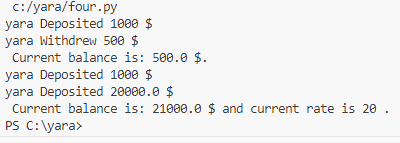 c:/yara/four.py
yara Deposited 1000 $
yara Withdrew 500 $
Current balance is: 500.0 $.
yara Deposited 1000 $
yara Deposited 20000.0 $
Current balance is: 21000.0 $ and current rate is 20 .
PS C:\yara>